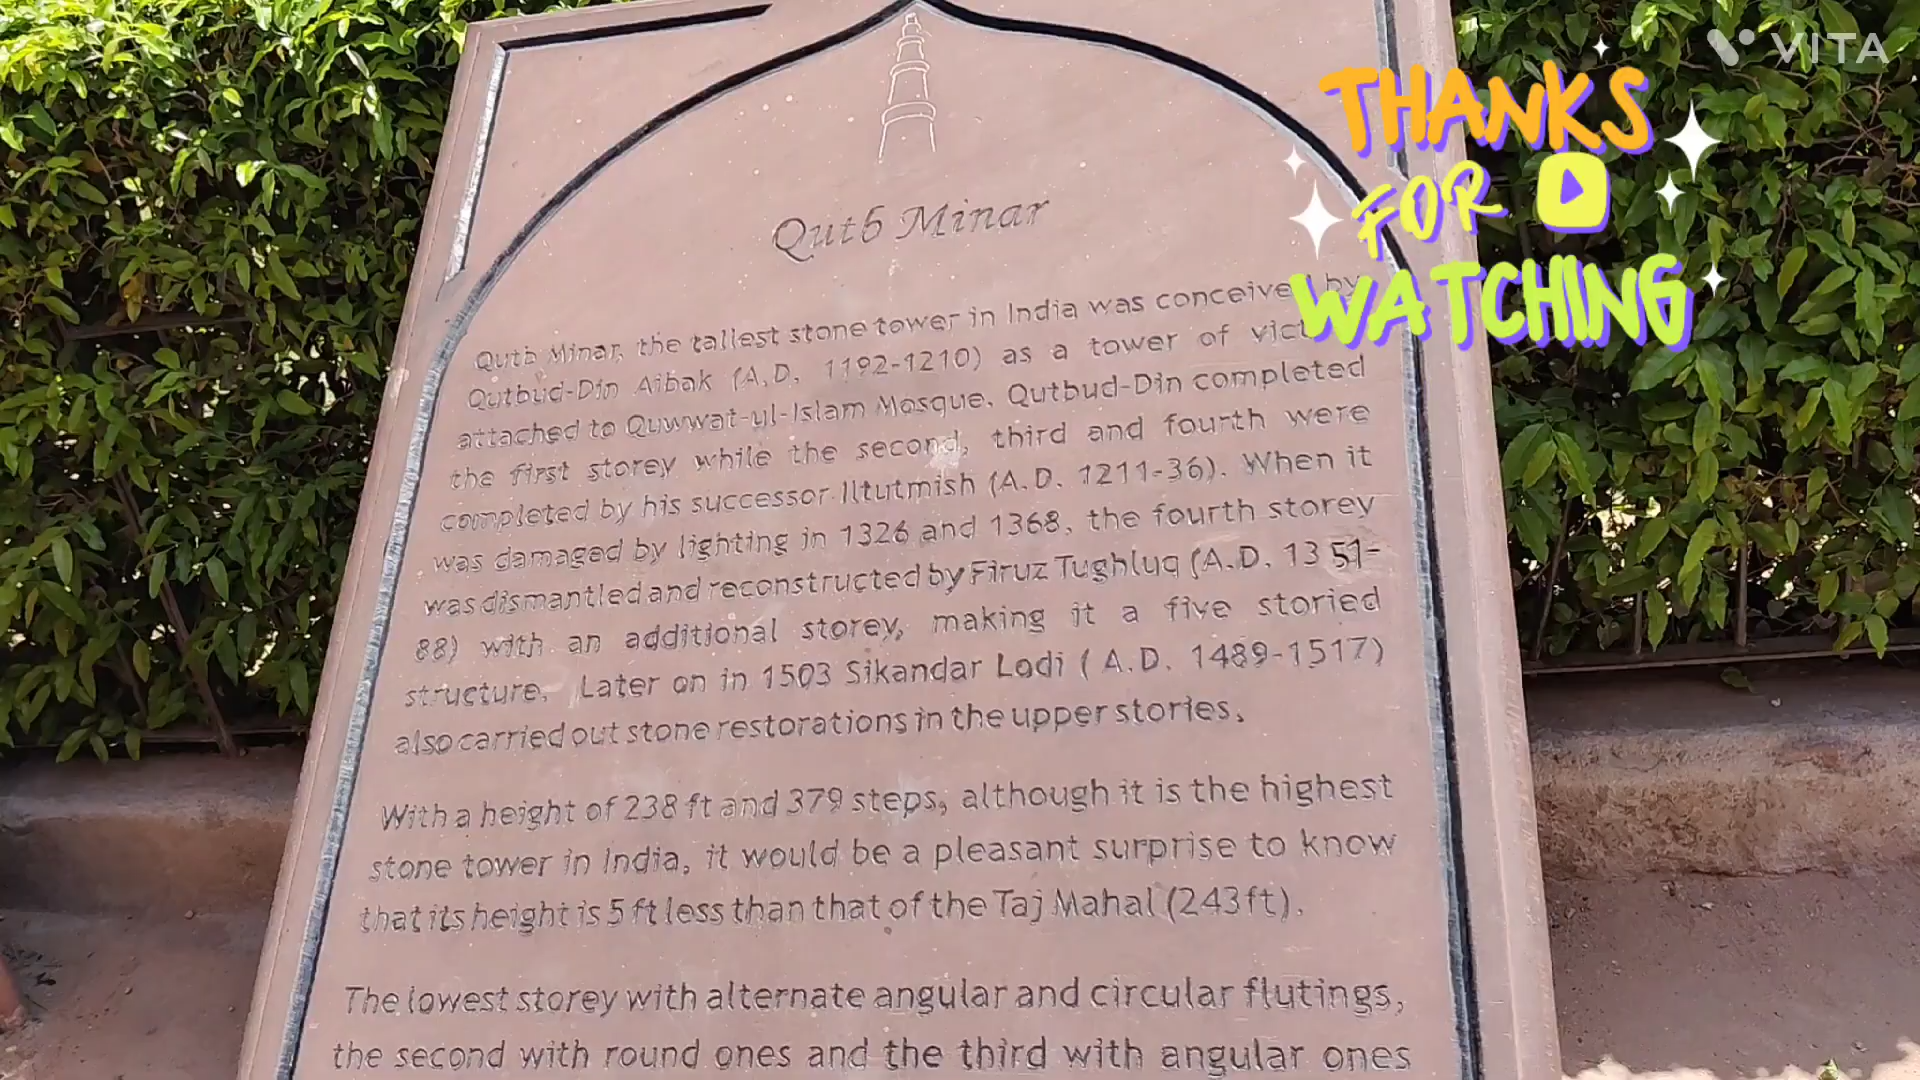 VITA
THANKS
FOR
WATCHING
Qutb Minar
Qutb Minar, the tallest stone tower in India was conceived by
Qutbud-Din Aibak (A.D. 1192-1210) as a tower of
attached to Quwwat-ul-Islam Mosque. Qutbud-Din completed
the first storey while the second, third and fourth were
completed by his successor Iltutmish (A.D. 1211-36). When it
was damaged by lighting in 1326 and 1368, the fourth storey
was dismantled and reconstructed by Firuz Tughluq (A.D. 1351-
88) with an additional storey, making it a five storied
structure. Later on in 1503 Sikandar Lodi ( A.D. 1489-1517)
also carried out stone restorations in the upper stories.
With a height of 238 ft and 379 steps, although it is the highest
stone tower in India, it would be a pleasant surprise to know
that its height is 5 ft less than that of the Taj Mahal (243ft).
The lowest storey with alternate angular and circular flutings,
the second with round ones and the third with angular ones